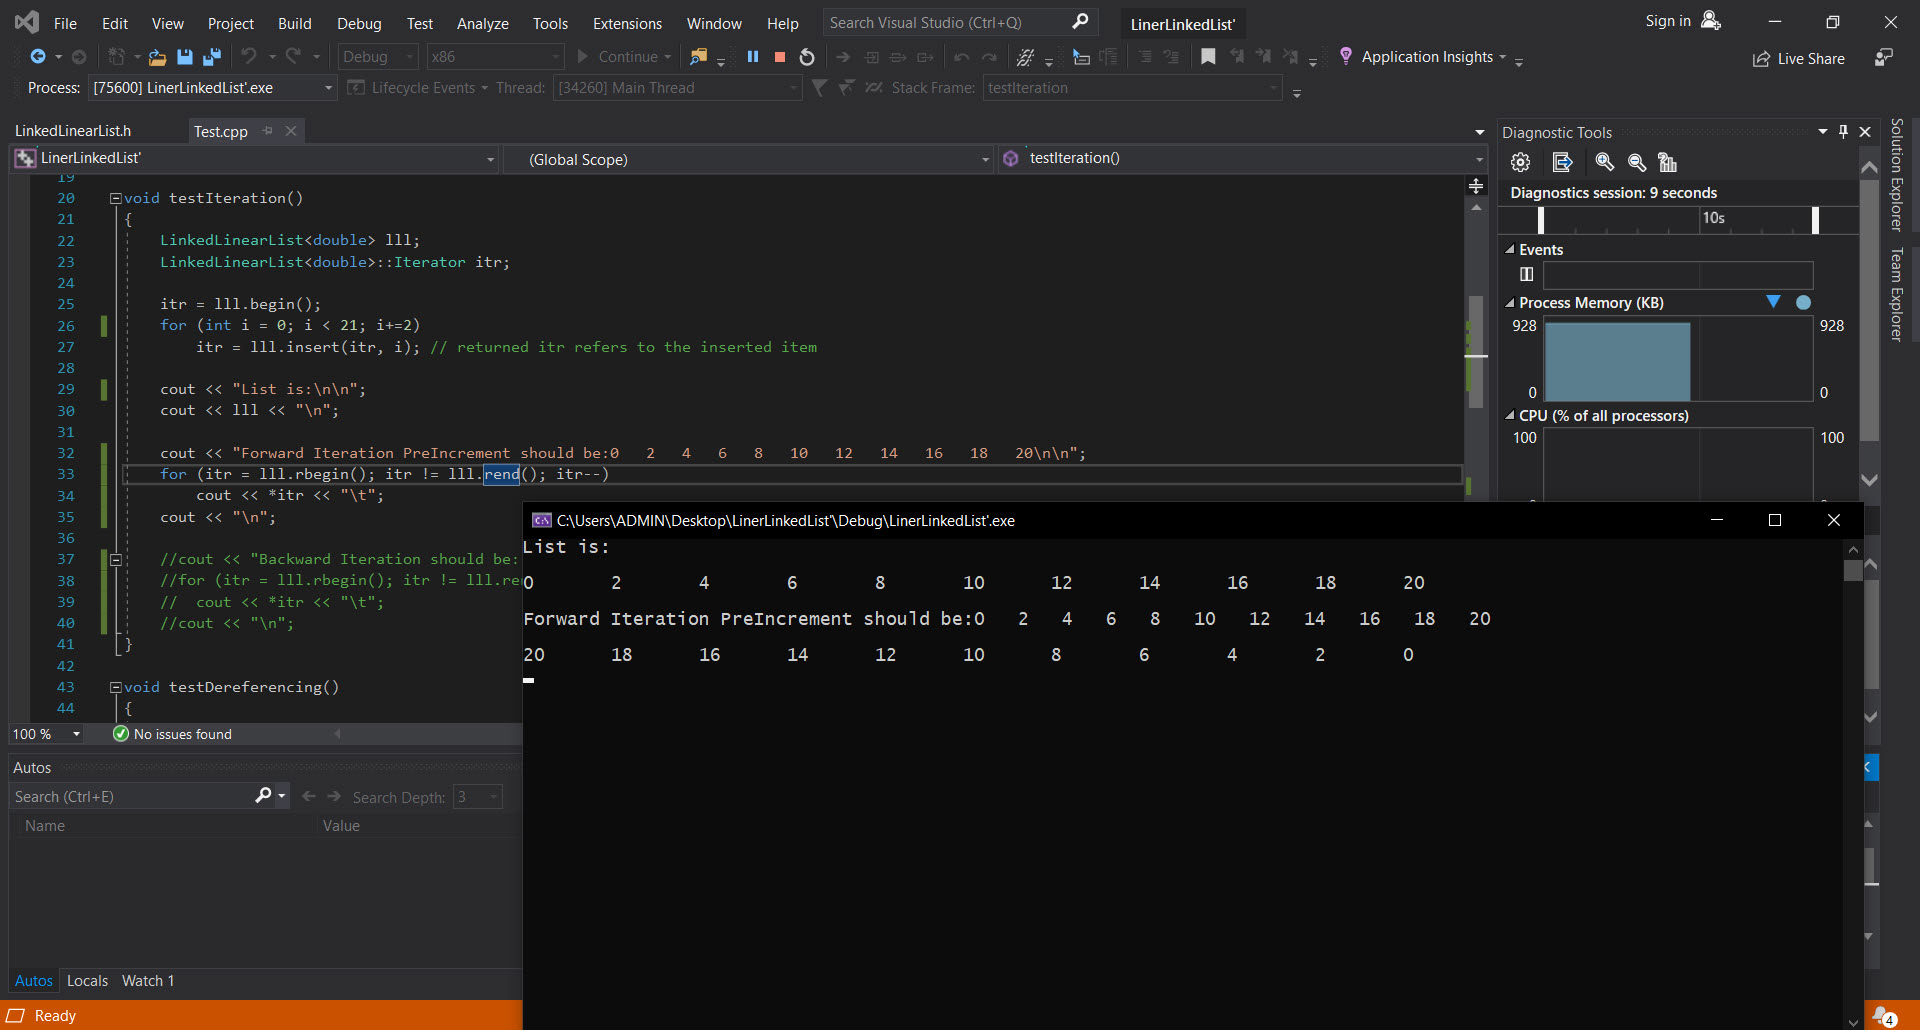 File Edit View Project Build Debug Test Analyze Tools Extensions Window Help Search Visual Studio (Ctrl+Q) LinerLinkedList' Sign in
Debug x86 Continue Application Insights Live Share
Process: [75600] LinerLinkedList'.exe Lifecycle Events Thread: [34260] Main Thread Stack Frame: testIteration
LinkedLinearList.h Test.cpp
LinerLinkedList' (Global Scope) testIteration()
19
20 void testIteration()
21 {
22 LinkedLinearList<double> lll;
23 LinkedLinearList<double>::Iterator itr;
24
25 itr = lll.begin();
26 for (int i = 0; i < 21; i+=2)
27 itr = lll.insert(itr, i); // returned itr refers to the inserted item
28
29 cout << "List is:\n\n";
30 cout << lll << "\n";
31
32 cout << "Forward Iteration PreIncrement should be:0 2 4 6 8 10 12 14 16 18 20\n\n";
33 for (itr = lll.rbegin(); itr != lll.rend(); itr--)
34 cout << *itr << "\t";
35 cout << "\n";
36
37 //cout << "Backward Iteration should be:
38 //for (itr = lll.rbegin(); itr != lll.re
39 // cout << *itr << "\t";
40 //cout << "\n";
41 }
42
43 void testDereferencing()
44 {
100 % No issues found
Autos
Search (Ctrl+E) Search Depth: 3
Name Value
Autos Locals Watch 1
Ready
C:\Users\ADMIN\Desktop\LinerLinkedList'\Debug\LinerLinkedList'.exe
List is:
0 2 4 6 8 10 12 14 16 18 20
Forward Iteration PreIncrement should be:0 2 4 6 8 10 12 14 16 18 20
20 18 16 14 12 10 8 6 4 2 0
Diagnostic Tools
Diagnostics session: 9 seconds
10s
Events
Process Memory (KB)
928 928
0 0
CPU (% of all processors)
100 100
Solution Explorer
Team Explorer
4